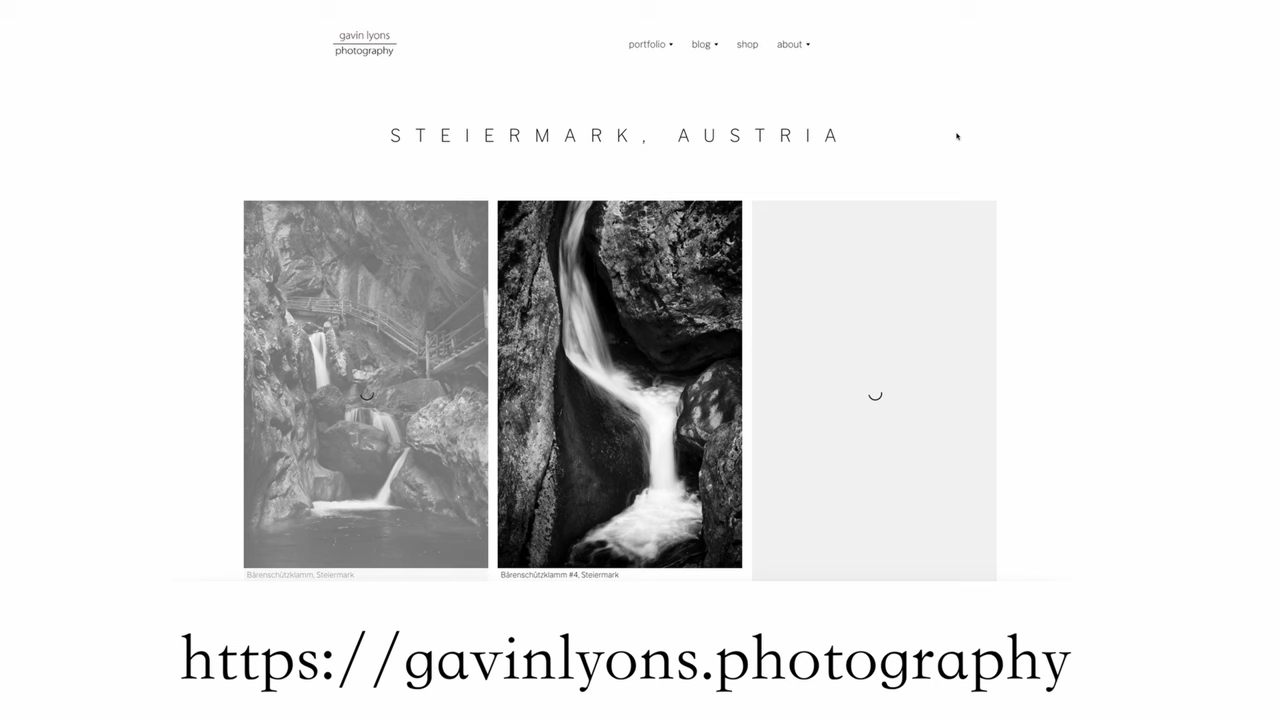 gavin lyons
photography
portfolio blog shop about
STEIERMARK, AUSTRIA
Bärenschützklamm, Steiermark
Bärenschützklamm #4, Steiermark
https://gavinlyons.photography